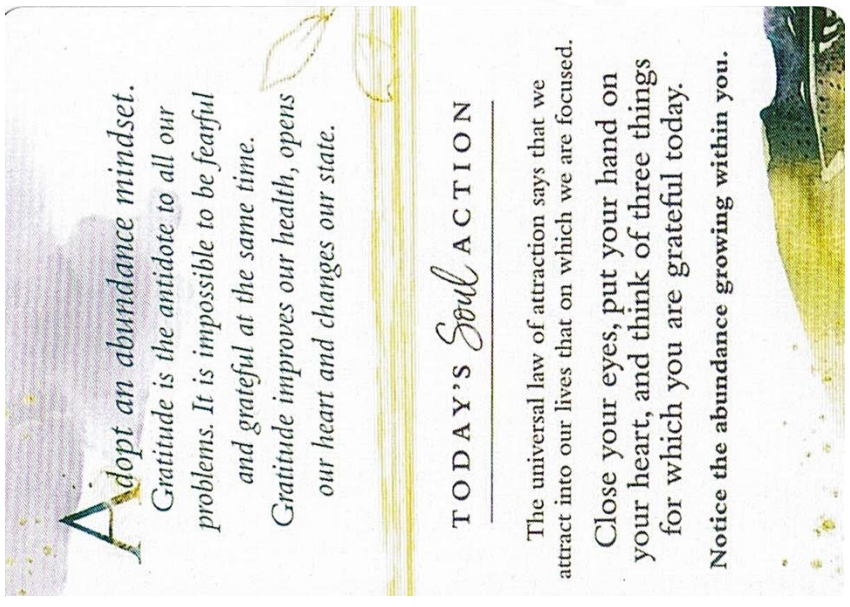 Adopt an abundance mindset.
Gratitude is the antidote to all our
problems. It is impossible to be fearful
and grateful at the same time.
Gratitude improves our health, opens
our heart and changes our state.
TODAY'S Soul ACTION
The universal law of attraction says that we
attract into our lives that on which we are focused.
Close your eyes, put your hand on
your heart, and think of three things
for which you are grateful today.
Notice the abundance growing within you.